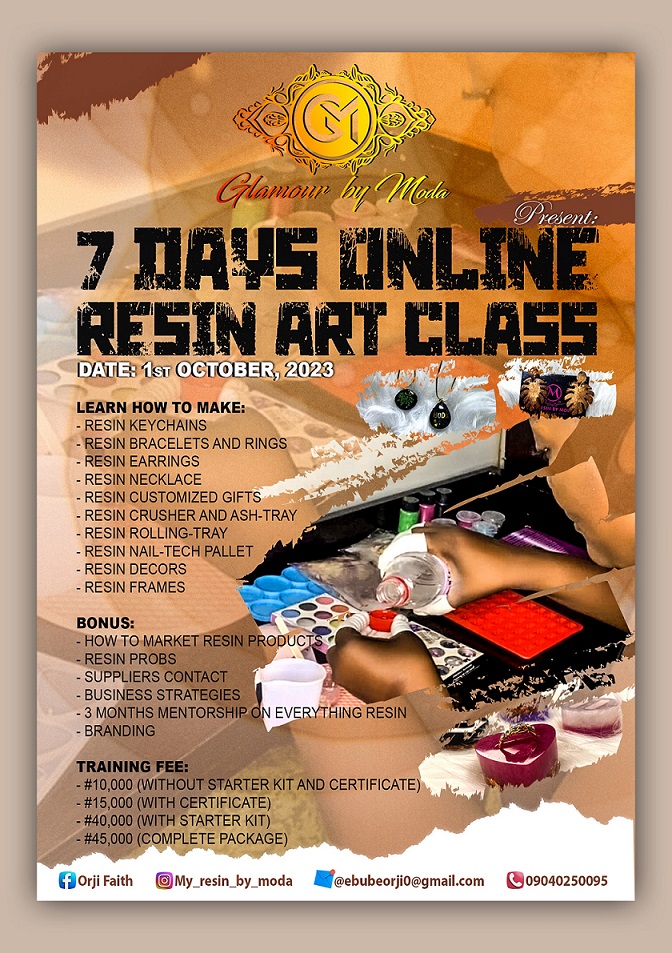 GM
Glamour by Moda
Present:
7 DAYS ONLINE
RESIN ART CLASS
DATE: 1ST OCTOBER, 2023
LEARN HOW TO MAKE:
- RESIN KEYCHAINS
- RESIN BRACELETS AND RINGS
- RESIN EARRINGS
- RESIN NECKLACE
- RESIN CUSTOMIZED GIFTS
- RESIN CRUSHER AND ASH-TRAY
- RESIN ROLLING-TRAY
- RESIN NAIL-TECH PALLET
- RESIN DECORS
- RESIN FRAMES
BONUS:
- HOW TO MARKET RESIN PRODUCTS
- RESIN PROBS
- SUPPLIERS CONTACT
- BUSINESS STRATEGIES
- 3 MONTHS MENTORSHIP ON EVERYTHING RESIN
- BRANDING
TRAINING FEE:
- #10,000 (WITHOUT STARTER KIT AND CERTIFICATE)
- #15,000 (WITH CERTIFICATE)
- #40,000 (WITH STARTER KIT)
- #45,000 (COMPLETE PACKAGE)
Orji Faith My_resin_by_moda @ebubeorji0@gmail.com 09040250095